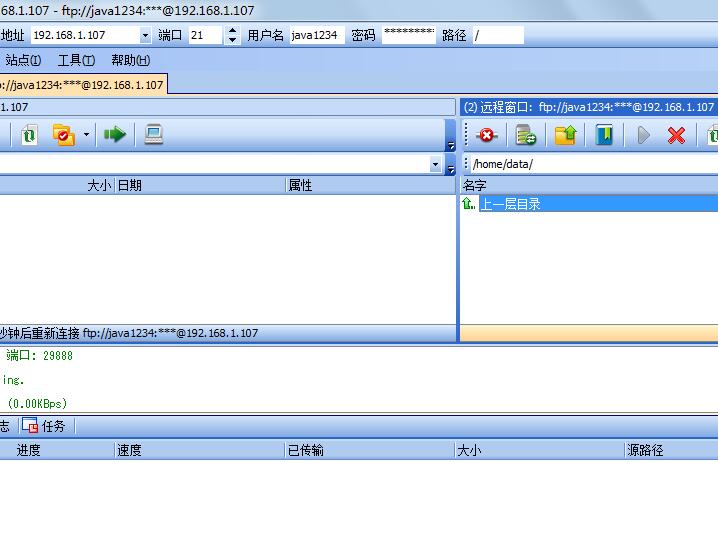 68.1.107 - ftp://java1234:***@192.168.1.107
地址 192.168.1.107 端口 21 用户名 java1234 密码 ********* 路径 /
站点(I) 工具(T) 帮助(H)
p://java1234:***@192.168.1.107
1.107
(2) 远程窗口: ftp://java1234:***@192.168.1.107
/home/data/
大小 日期 属性 名字
上一层目录
秒钟后重新连接 ftp://java1234:***@192.168.1.107
端口: 29888
ing.
(0.00KBps)
志 任务
进度 速度 已传输 大小 源路径